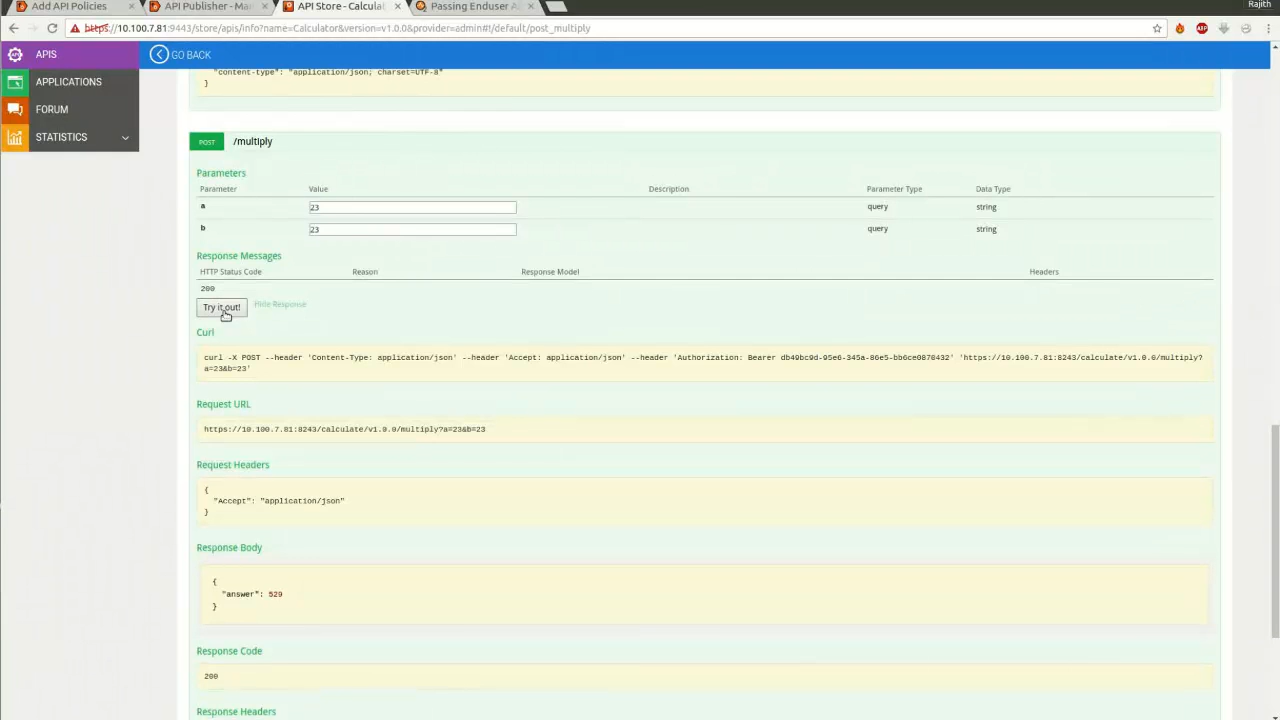 Add API Policies
API Publisher - Ma
API Store - Calcula
Passing Enduser A
Rajith
https://10.100.7.81:9443/store/apis/info?name=Calculator&version=v1.0.0&provider=admin#!/default/post_multiply
APIS
GO BACK
APPLICATIONS
FORUM
STATISTICS
"content-type": "application/json; charset=UTF-8"
}
POST /multiply
Parameters
Parameter Value Description Parameter Type Data Type
a 23 query string
b 23 query string
Response Messages
HTTP Status Code Reason Response Model Headers
200
Try it out! Hide Response
Curl
curl -X POST --header 'Content-Type: application/json' --header 'Accept: application/json' --header 'Authorization: Bearer db49bc9d-95e6-345a-86e5-bb6ce0870432' 'https://10.100.7.81:8243/calculate/v1.0.0/multiply?
a=23&b=23'
Request URL
https://10.100.7.81:8243/calculate/v1.0.0/multiply?a=23&b=23
Request Headers
{
"Accept": "application/json"
}
Response Body
{
"answer": 529
}
Response Code
200
Response Headers